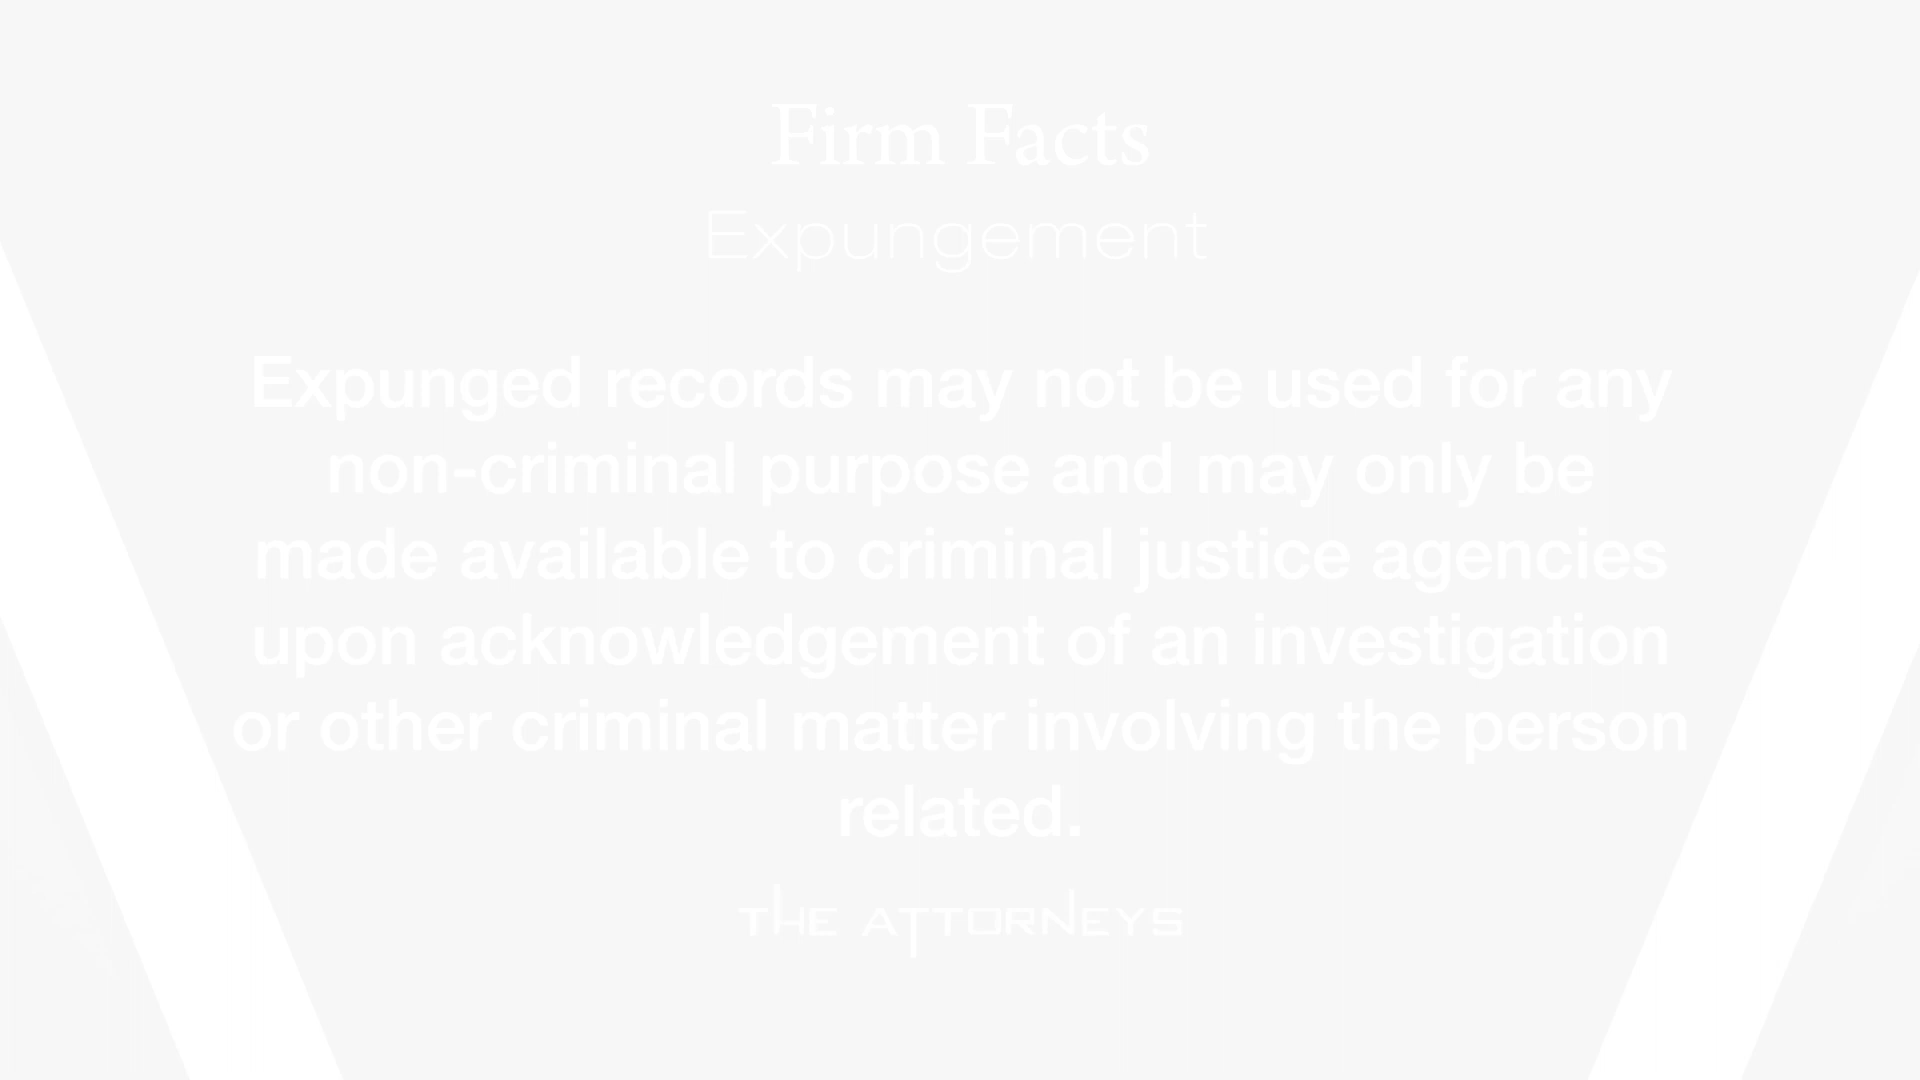 Firm Facts
Expungement
Expunged records may not be used for any
non-criminal purpose and may only be
made available to criminal justice agencies
upon acknowledgement of an investigation
or other criminal matter involving the person
related.
THE ATTORNEYS